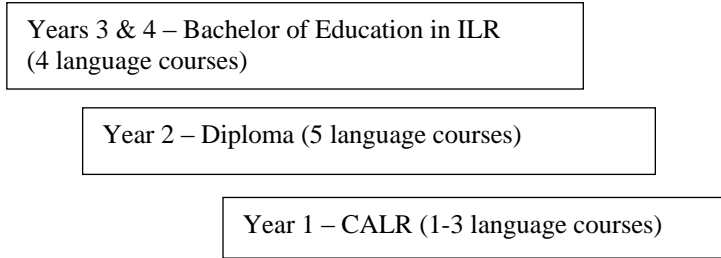 Years 3 & 4 – Bachelor of Education in ILR
(4 language courses)
Year 2 – Diploma (5 language courses)
Year 1 – CALR (1-3 language courses)